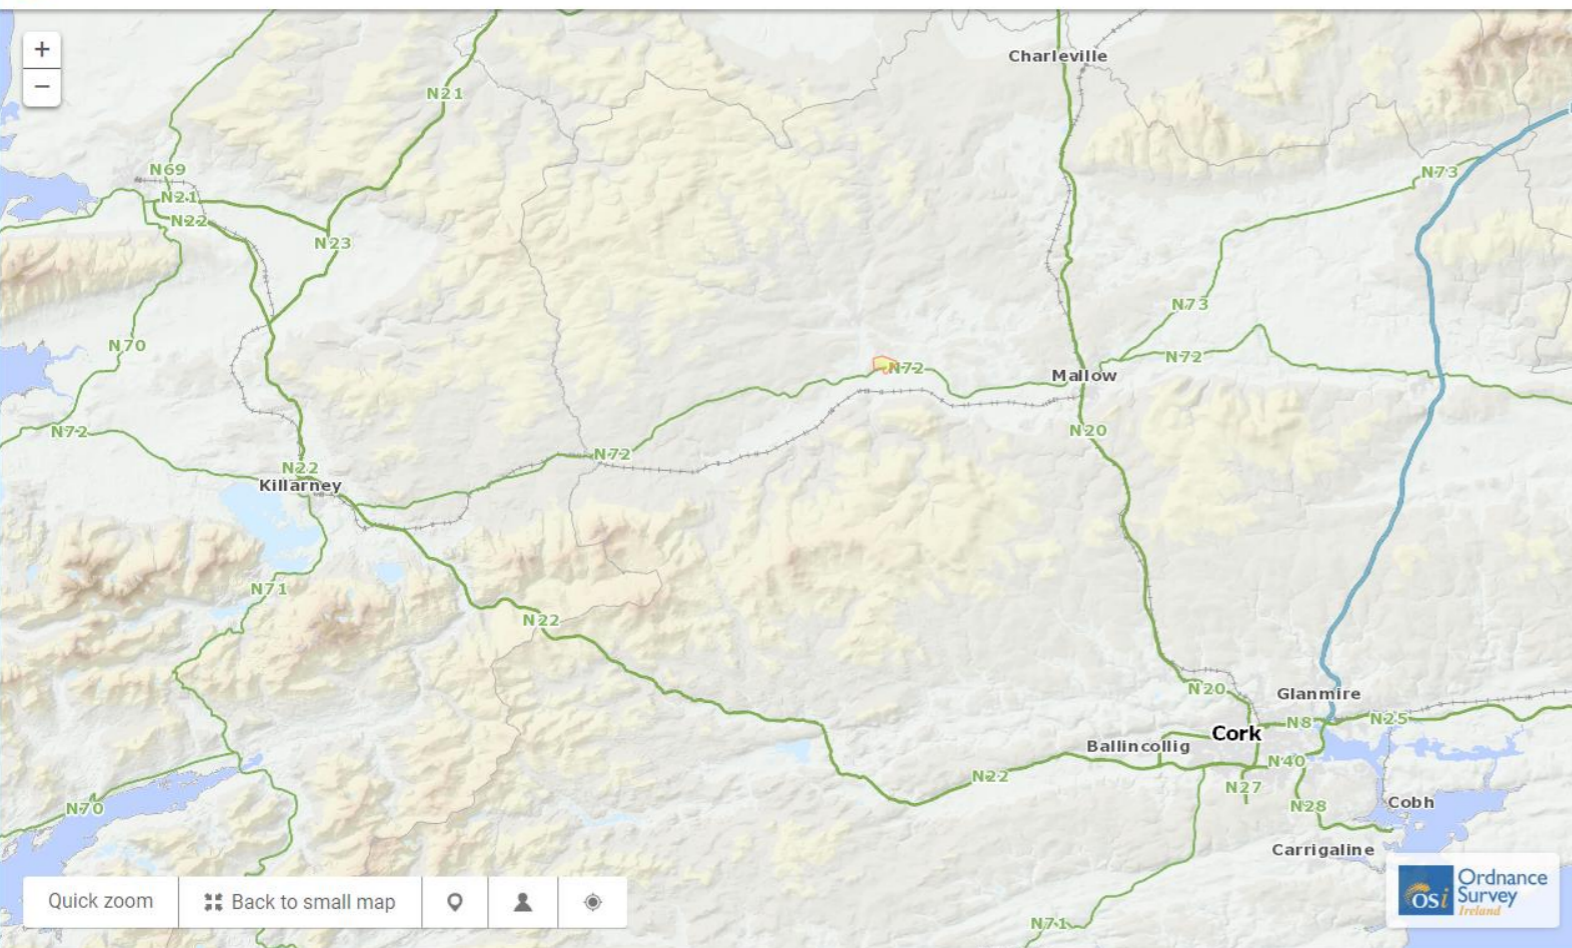 +
−
Charleville
N21
N69
N73
N21
N22
N23
N73
N70
N72
N72
Mallow
N72
N20
N72
N22
Killarney
N71
N22
N20
Glanmire
N8
N25
Cork
Ballincollig
N40
N22
N27
N70
N28
Cobh
Carrigaline
Quick zoom
Back to small map
N71
osi
Ordnance
Survey
Ireland